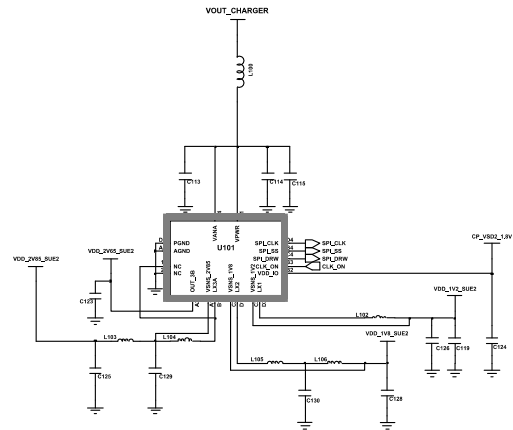 VOUT_CHARGER
L100
C113
C114
C115
VANA
VPWR
U101
PGND
AGND
NC
NC
SPI_CLK
SPI_SS
SPI_DRW
CLK_ON
VDD_IO
OUT_3B
VSNS_2V85
LX3A
VSNS_1V8
LX2
VSNS_1V2
LX1
SPI_CLK
SPI_SS
SPI_DRW
CLK_ON
CP_VSD2_1,8V
VDD_2V65_SUE2
VDD_2V85_SUE2
C123
VDD_1V2_SUE2
L102
VDD_1V8_SUE2
L103
L104
L105
L106
C126
C119
C124
C125
C129
C130
C128